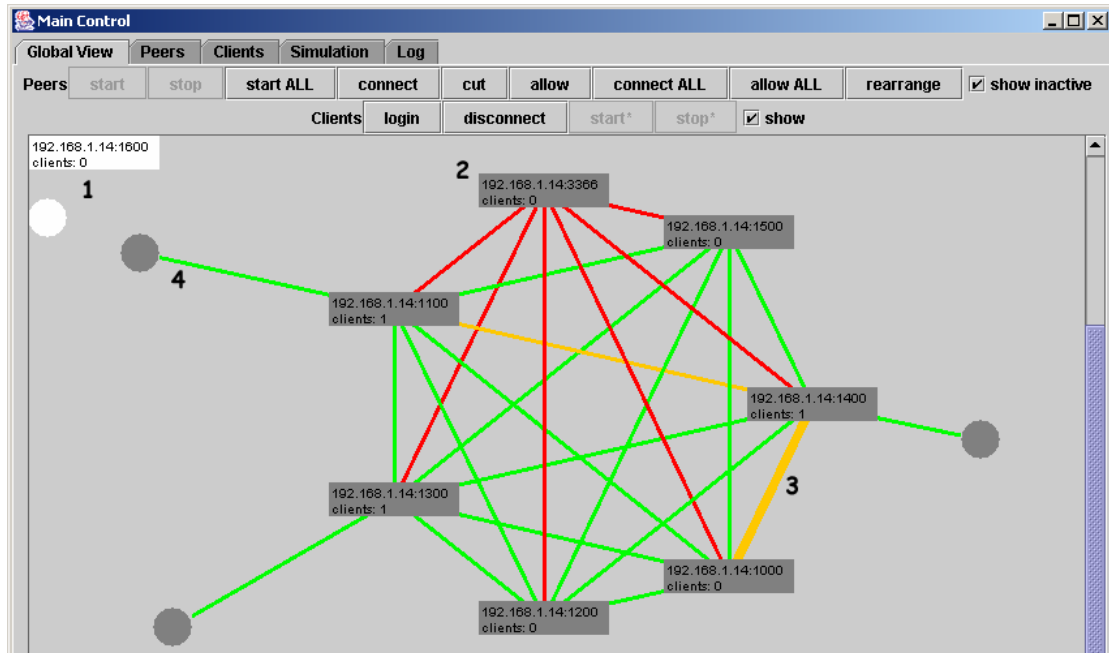 Main Control
Global View Peers Clients Simulation Log
Peers start stop start ALL connect cut allow connect ALL allow ALL rearrange show inactive
Clients login disconnect start* stop* show
192.168.1.14:1600
clients: 0
1
2
192.168.1.14:3366
clients: 0
192.168.1.14:1500
clients: 0
4
192.168.1.14:1100
clients: 1
192.168.1.14:1400
clients: 1
3
192.168.1.14:1300
clients: 1
192.168.1.14:1000
clients: 0
192.168.1.14:1200
clients: 0